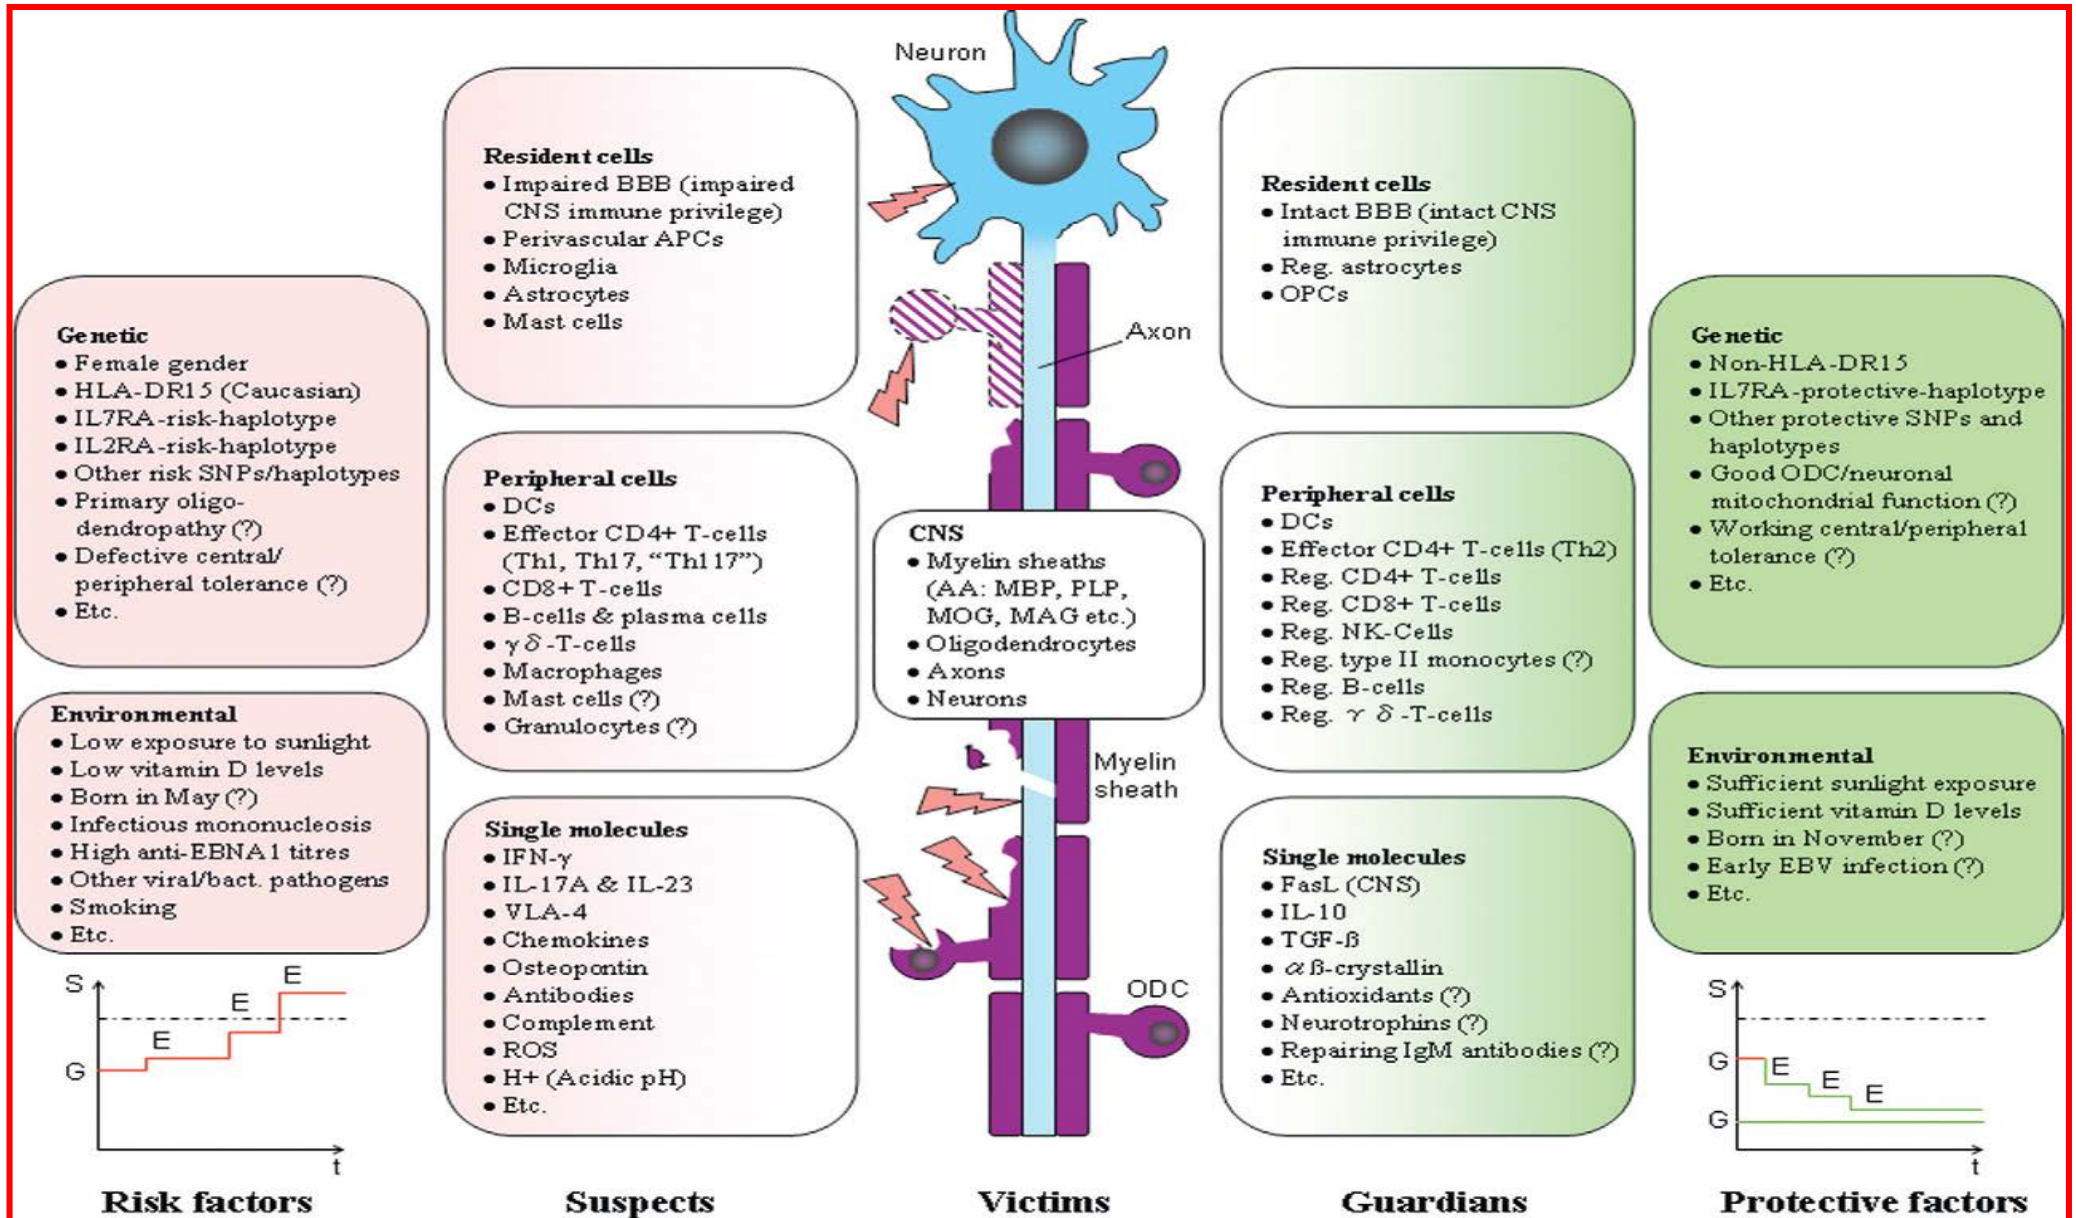 Neuron
Axon
Myelin
sheath
ODC
Genetic
• Female gender
• HLA-DR15 (Caucasian)
• IL7RA-risk-haplotype
• IL2RA-risk-haplotype
• Other risk SNPs/haplotypes
• Primary oligo-
dendropathy (?)
• Defective central/
peripheral tolerance (?)
• Etc.
Environmental
• Low exposure to sunlight
• Low vitamin D levels
• Born in May (?)
• Infectious mononucleosis
• High anti-EBNA1 titres
• Other viral/bact. pathogens
• Smoking
• Etc.
S
E
E
E
G
t
Risk factors
Resident cells
• Impaired BBB (impaired
CNS immune privilege)
• Perivascular APCs
• Microglia
• Astrocytes
• Mast cells
Peripheral cells
• DCs
• Effector CD4+ T-cells
(Th1, Th17, “Th117”)
• CD8+ T-cells
• B-cells & plasma cells
• γδ-T-cells
• Macrophages
• Mast cells (?)
• Granulocytes (?)
Single molecules
• IFN-γ
• IL-17A & IL-23
• VLA-4
• Chemokines
• Osteopontin
• Antibodies
• Complement
• ROS
• H+ (Acidic pH)
• Etc.
Suspects
CNS
• Myelin sheaths
(AA: MBP, PLP,
MOG, MAG etc.)
• Oligodendrocytes
• Axons
• Neurons
Victims
Resident cells
• Intact BBB (intact CNS
immune privilege)
• Reg. astrocytes
• OPCs
Peripheral cells
• DCs
• Effector CD4+ T-cells (Th2)
• Reg. CD4+ T-cells
• Reg. CD8+ T-cells
• Reg. NK-Cells
• Reg. type II monocytes (?)
• Reg. B-cells
• Reg. γδ-T-cells
Single molecules
• FasL (CNS)
• IL-10
• TGF-ß
• αß-crystallin
• Antioxidants (?)
• Neurotrophins (?)
• Repairing IgM antibodies (?)
• Etc.
Guardians
Genetic
• Non-HLA-DR15
• IL7RA-protective-haplotype
• Other protective SNPs and
haplotypes
• Good ODC/neuronal
mitochondrial function (?)
• Working central/peripheral
tolerance (?)
• Etc.
Environmental
• Sufficient sunlight exposure
• Sufficient vitamin D levels
• Born in November (?)
• Early EBV infection (?)
• Etc.
S
G
E
E
E
G
t
Protective factors